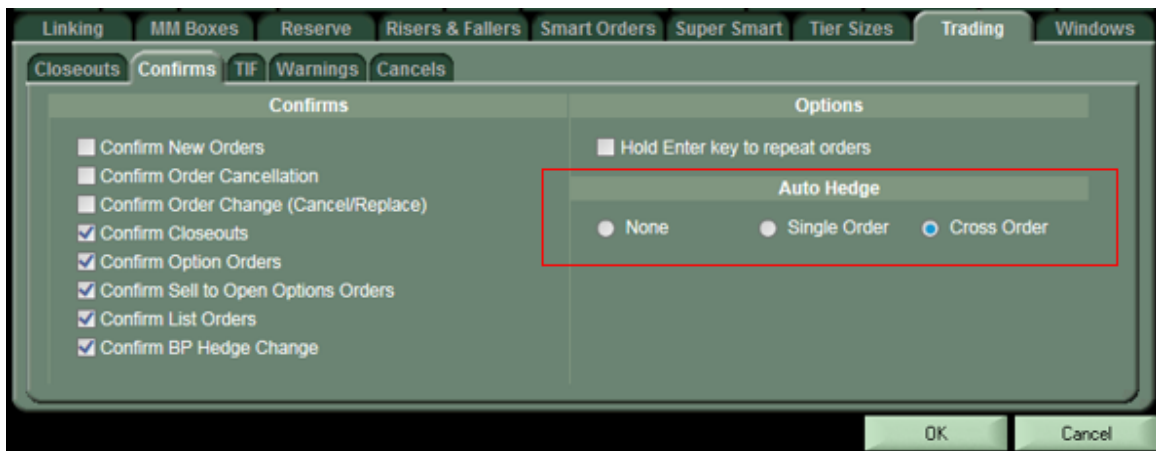 Linking MM Boxes Reserve Risers & Fallers Smart Orders Super Smart Tier Sizes Trading Windows
Closeouts Confirms TIF Warnings Cancels
Confirms
Confirm New Orders
Confirm Order Cancellation
Confirm Order Change (Cancel/Replace)
Confirm Closeouts
Confirm Option Orders
Confirm Sell to Open Options Orders
Confirm List Orders
Confirm BP Hedge Change
Options
Hold Enter key to repeat orders
Auto Hedge
None Single Order Cross Order
OK Cancel